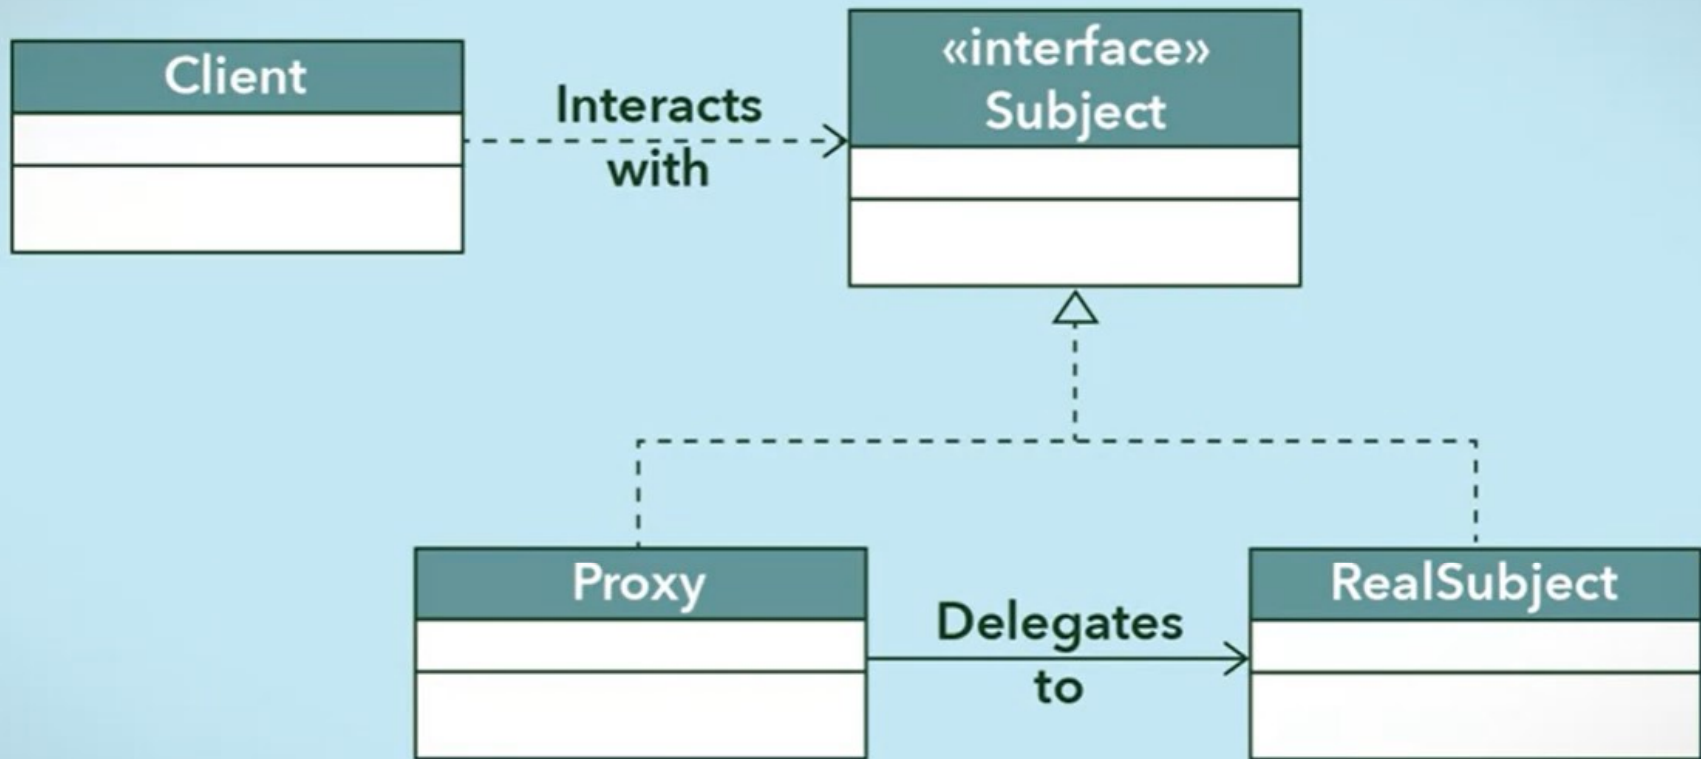 Client
Interacts
with
«interface»
Subject
Proxy
Delegates
to
RealSubject